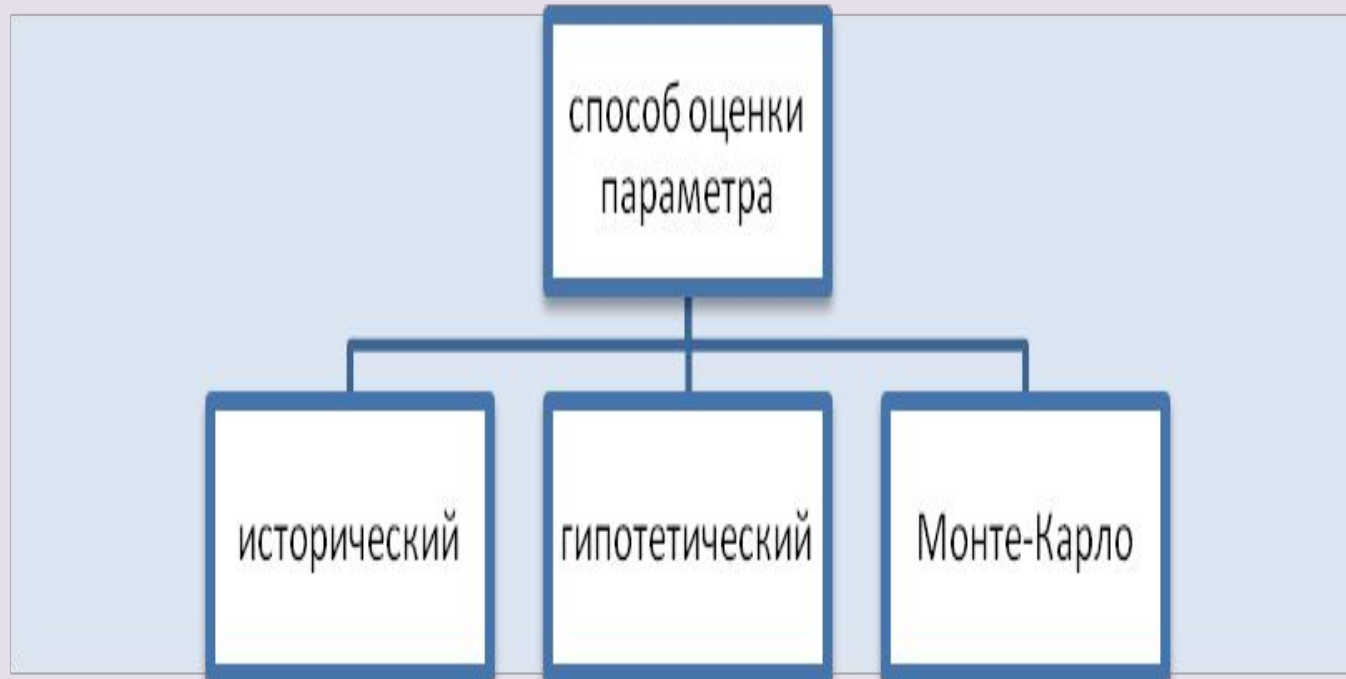 способ оценки
параметра
исторический
гипотетический
Монте-Карло